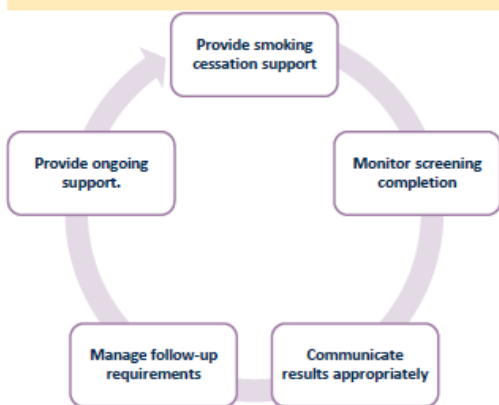 Provide smoking
cessation support
Monitor screening
completion
Communicate
results appropriately
Manage follow-up
requirements
Provide ongoing
support.